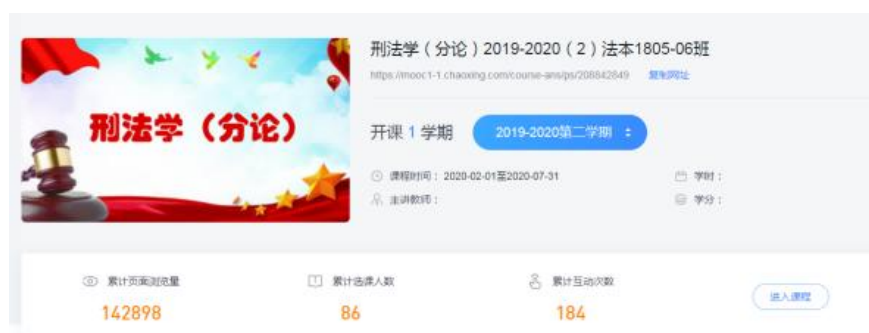 刑法学（分论）2019-2020（2）法本1805-06班
https://mooc1-1.chaoxing.com/course-ans/ps/208842849 复制网址
刑法学（分论）
开课 1 学期 2019-2020第二学期
课程时间：2020-02-01至2020-07-31 学时：
主讲教师： 学分：
累计页面浏览量 累计选课人数 累计互动次数
142898 86 184
进入课程